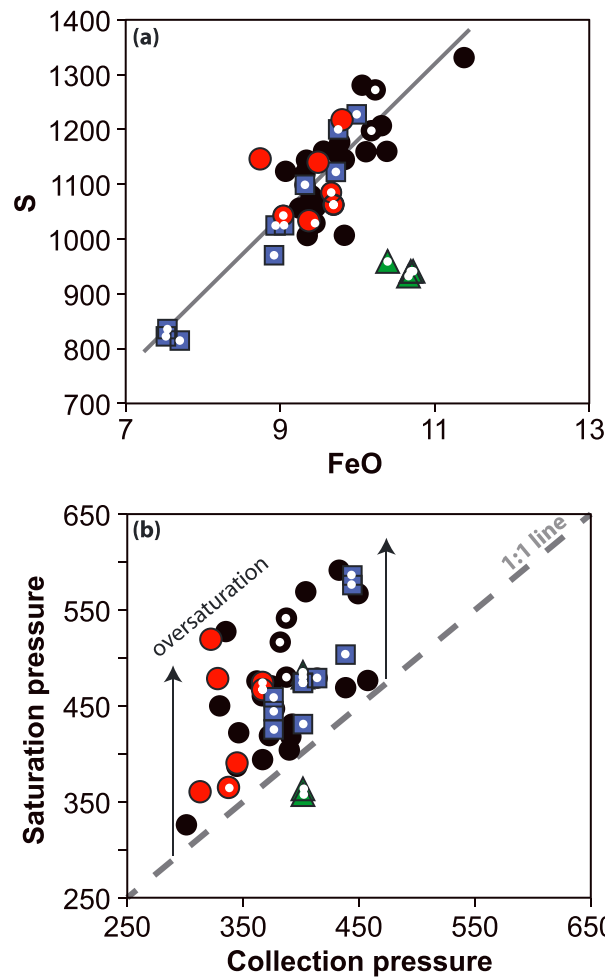 (a)
1400
1300
1200
1100
1000
900
800
700
S
7
9
11
13
FeO
(b)
650
550
450
350
250
Saturation pressure
oversaturation
1:1 line
250
350
450
550
650
Collection pressure